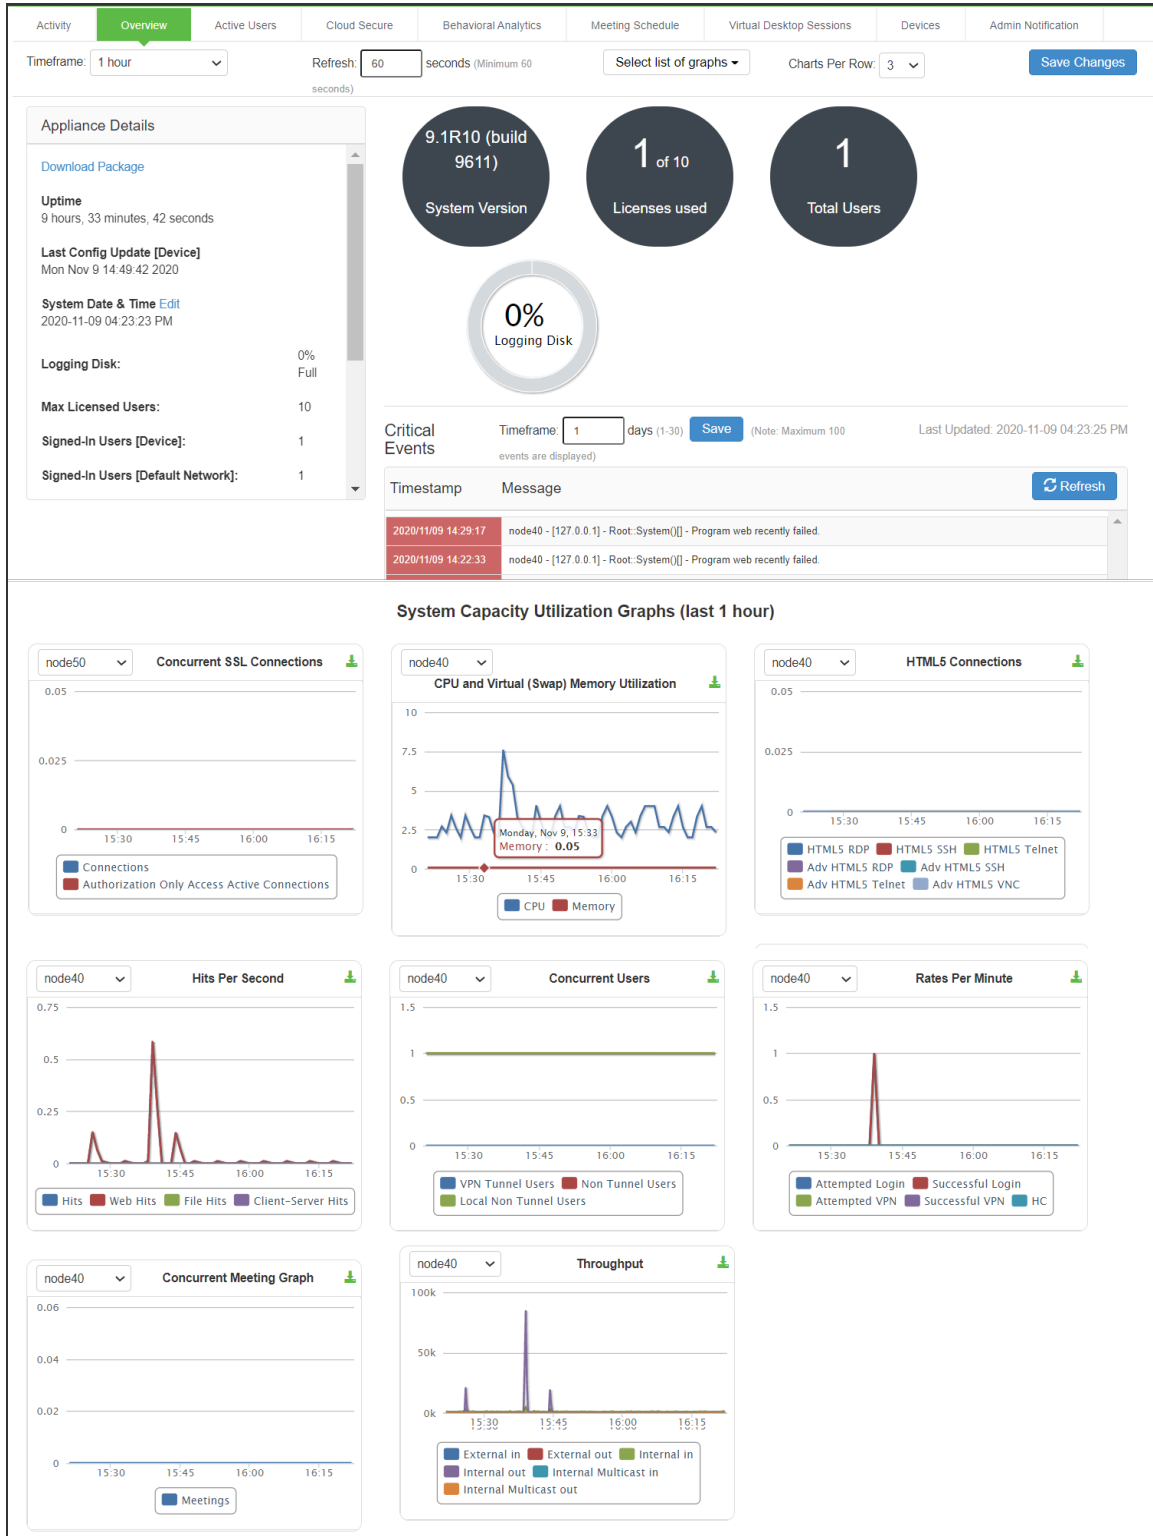 Activity Overview Active Users Cloud Secure Behavioral Analytics Meeting Schedule Virtual Desktop Sessions Devices Admin Notification
Timeframe: 1 hour Refresh: 60 seconds (Minimum 60 seconds) Select list of graphs Charts Per Row: 3 Save Changes
Appliance Details
Download Package
Uptime
9 hours, 33 minutes, 42 seconds
Last Config Update [Device]
Mon Nov 9 14:49:42 2020
System Date & Time Edit
2020-11-09 04:23:23 PM
Logging Disk: 0% Full
Max Licensed Users: 10
Signed-In Users [Device]: 1
Signed-In Users [Default Network]: 1
9.1R10 (build
9611)
System Version
1 of 10
Licenses used
1
Total Users
0%
Logging Disk
Critical Events
Timeframe: 1 days (1-30) Save (Note: Maximum 100
events are displayed)
Last Updated: 2020-11-09 04:23:25 PM
Timestamp Message Refresh
2020/11/09 14:29:17 node40 - [127.0.0.1] - Root::System()[] - Program web recently failed.
2020/11/09 14:22:33 node40 - [127.0.0.1] - Root::System()[] - Program web recently failed.
System Capacity Utilization Graphs (last 1 hour)
node50 Concurrent SSL Connections
0.05
0.025
0
15:30 15:45 16:00 16:15
Connections
Authorization Only Access Active Connections
node40
CPU and Virtual (Swap) Memory Utilization
10
7.5
5
2.5
0
Monday, Nov 9, 15:33
Memory : 0.05
15:30 15:45 16:00 16:15
CPU Memory
node40 HTML5 Connections
0.05
0.025
0
15:30 15:45 16:00 16:15
HTML5 RDP HTML5 SSH HTML5 Telnet
Adv HTML5 RDP Adv HTML5 SSH
Adv HTML5 Telnet Adv HTML5 VNC
node40 Hits Per Second
0.75
0.5
0.25
0
15:30 15:45 16:00 16:15
Hits Web Hits File Hits Client-Server Hits
node40 Concurrent Users
1.5
1
0.5
0
15:30 15:45 16:00 16:15
VPN Tunnel Users Non Tunnel Users
Local Non Tunnel Users
node40 Rates Per Minute
1.5
1
0.5
0
15:30 15:45 16:00 16:15
Attempted Login Successful Login
Attempted VPN Successful VPN HC
node40 Concurrent Meeting Graph
0.06
0.04
0.02
0
15:30 15:45 16:00 16:15
Meetings
node40 Throughput
100k
50k
0k
15:30 15:45 16:00 16:15
External in External out Internal in
Internal out Internal Multicast in
Internal Multicast out